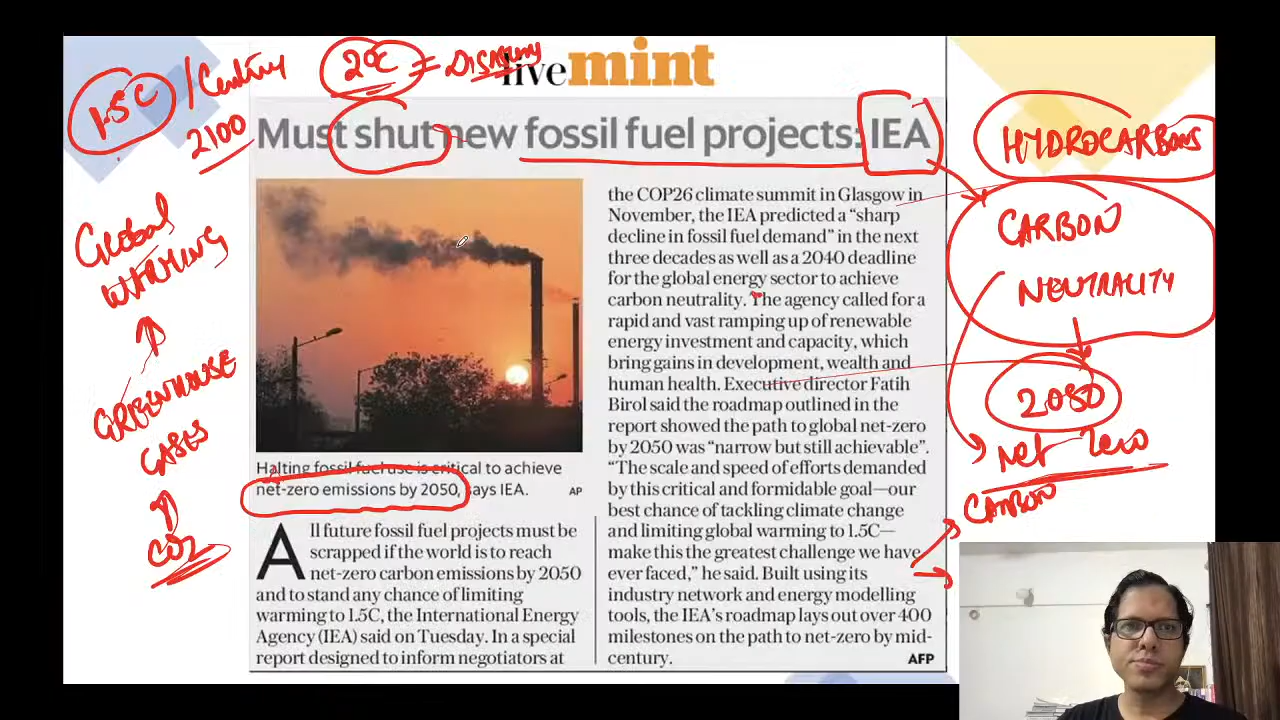 1.5C / Century
2100
2°C =
livemint
Must shut new fossil fuel projects: IEA
HYDROCARBONS
CARBON
NEUTRALITY
2050
Net Zero
CARBON
GLOBAL
WARMING
GREENHOUSE
GASES
CO2
Halting fossil fuel use is critical to achieve
net-zero emissions by 2050, says IEA.
AP
All future fossil fuel projects must be
scrapped if the world is to reach
net-zero carbon emissions by 2050
and to stand any chance of limiting
warming to 1.5C, the International Energy
Agency (IEA) said on Tuesday. In a special
report designed to inform negotiators at
the COP26 climate summit in Glasgow in
November, the IEA predicted a “sharp
decline in fossil fuel demand” in the next
three decades as well as a 2040 deadline
for the global energy sector to achieve
carbon neutrality. The agency called for a
rapid and vast ramping up of renewable
energy investment and capacity, which
bring gains in development, wealth and
human health. Executive director Fatih
Birol said the roadmap outlined in the
report showed the path to global net-zero
by 2050 was “narrow but still achievable”.
“The scale and speed of efforts demanded
by this critical and formidable goal—our
best chance of tackling climate change
and limiting global warming to 1.5C—
make this the greatest challenge we have
ever faced,” he said. Built using its
industry network and energy modelling
tools, the IEA’s roadmap lays out over 400
milestones on the path to net-zero by mid-
century.
AFP